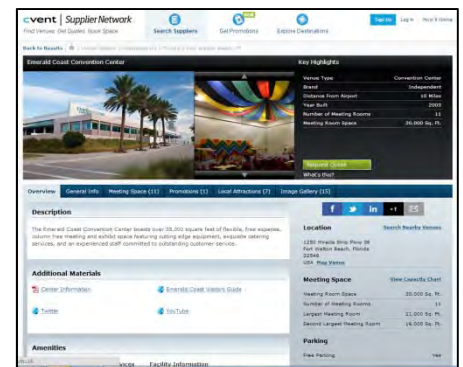 cvent | Supplier Network
Find Venues. Get Quotes. Book Space
Search Suppliers
Get Promotions
Explore Destinations
Sign Up
Log In
Back to Results
Emerald Coast Convention Center
Key Highlights
Venue Type Convention Center
Brand Independent
Distance From Airport 10 Miles
Year Built 2003
Number of Meeting Rooms 11
Meeting Room Space 35,000 Sq. Ft.
Request Quote
What's this?
Overview
General Info
Meeting Space (11)
Promotions (1)
Local Attractions (7)
Image Gallery (15)
Description
The Emerald Coast Convention Center boasts over 35,000 square feet of flexible, free expanse,
column free meeting and exhibit space featuring cutting edge equipment, exquisite catering
services, and an experienced staff committed to outstanding customer service.
Additional Materials
Center Information
Emerald Coast Visitors Guide
Twitter
YouTube
Amenities
Facility Information
Location
Search Nearby Venues
1250 Miracle Strip Pkwy SE
Fort Walton Beach, Florida
32548
USA Map Venue
Meeting Space
View Capacity Chart
Meeting Room Space 35,000 Sq. Ft.
Number of Meeting Rooms 11
Largest Meeting Room 21,000 Sq. Ft.
Second Largest Meeting Room
Parking
Free Parking Yes